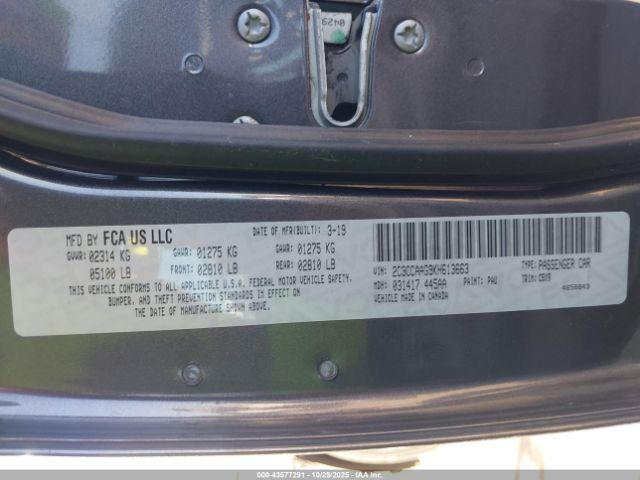 0429
MFD BY FCA US LLC
DATE OF MFR(BUILT): 3-19
GVWR: 02314 KG
GAWR: 01275 KG
GAWR: 01275 KG
05100 LB
FRONT: 02810 LB
REAR: 02810 LB
THIS VEHICLE CONFORMS TO ALL APPLICABLE U.S.A. FEDERAL MOTOR VEHICLE SAFETY,
BUMPER, AND THEFT PREVENTION STANDARDS IN EFFECT ON THE
DATE OF MANUFACTURE SHOWN ABOVE.
VIN: 2C3CCAAG9KH613663
TYPE: PASSENGER CAR
MDH: 031417 445AA
PAINT: PAU
TRIM: C5X9
VEHICLE MADE IN CANADA
4656843
000-43577291 - 10/29/2025 - IAA Inc.